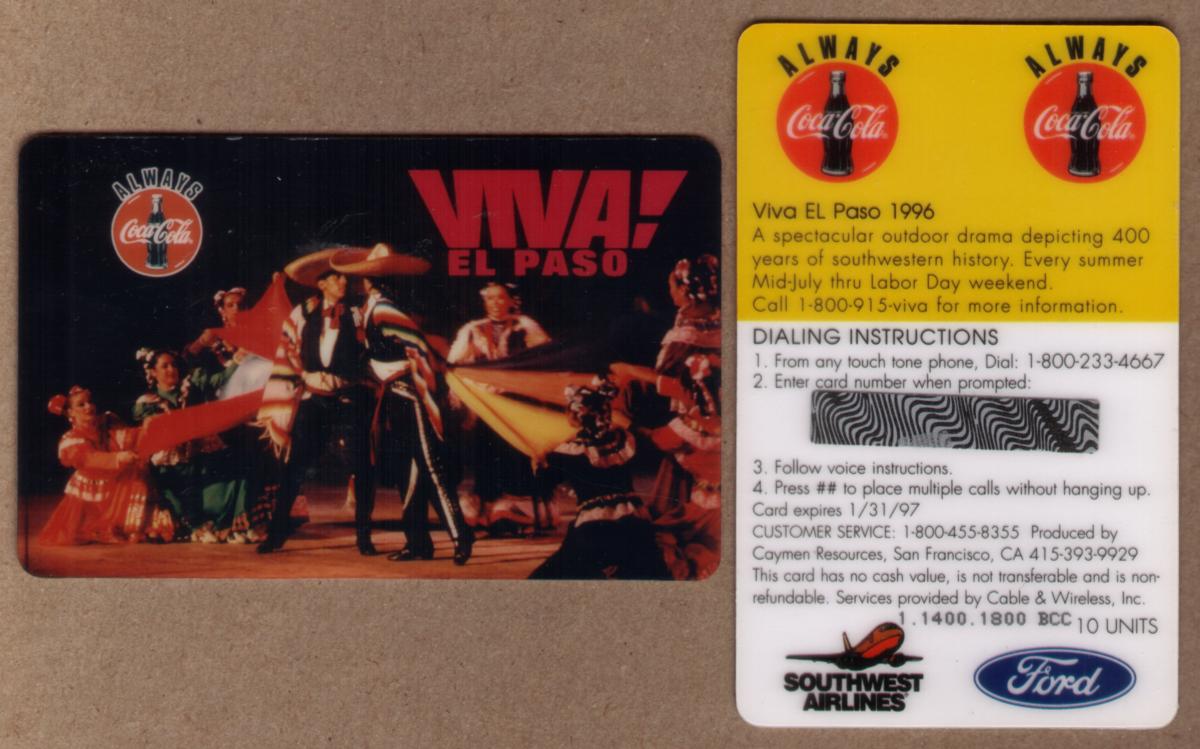 ALWAYS
Coca-Cola
VIVA!
EL PASO
ALWAYS
Coca-Cola
ALWAYS
Coca-Cola
Viva EL Paso 1996
A spectacular outdoor drama depicting 400
years of southwestern history. Every summer
Mid-July thru Labor Day weekend.
Call 1-800-915-viva for more information.
DIALING INSTRUCTIONS
1. From any touch tone phone, Dial: 1-800-233-4667
2. Enter card number when prompted:
3. Follow voice instructions.
4. Press ## to place multiple calls without hanging up.
Card expires 1/31/97
CUSTOMER SERVICE: 1-800-455-8355 Produced by
Caymen Resources, San Francisco, CA 415-393-9929
This card has no cash value, is not transferable and is non-
refundable. Services provided by Cable & Wireless, Inc.
1.1400.1800 BCC 10 UNITS
SOUTHWEST
AIRLINES
Ford